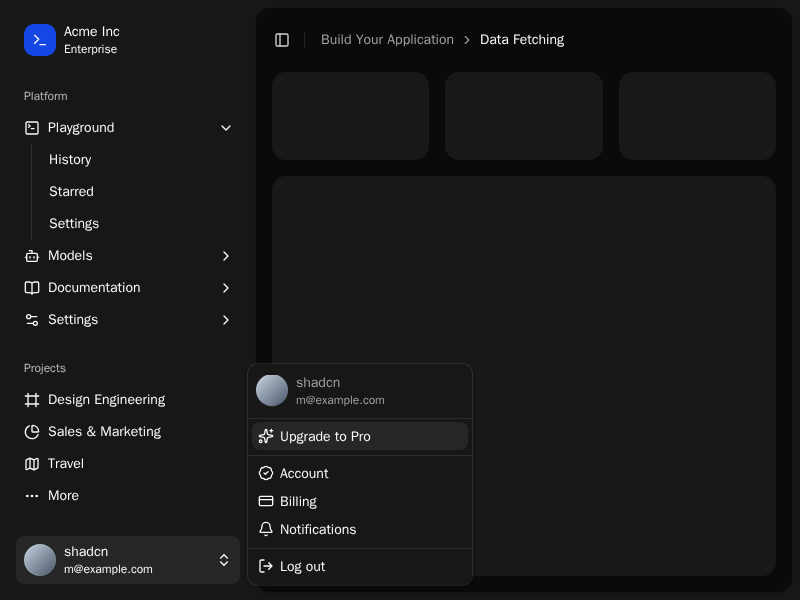 Acme Inc
Enterprise
Platform
Playground
History
Starred
Settings
Models
Documentation
Settings
Projects
Design Engineering
Sales & Marketing
Travel
More
shadcn
m@example.com
Build Your Application
Data Fetching
shadcn
m@example.com
Upgrade to Pro
Account
Billing
Notifications
Log out